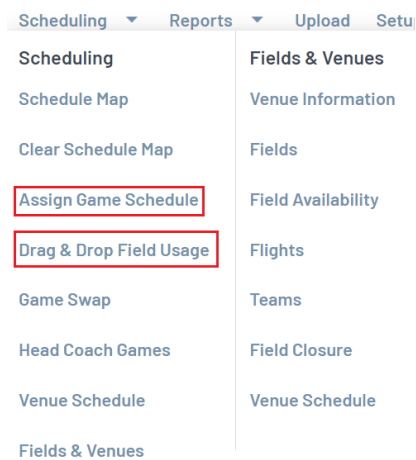 Scheduling Reports Upload Setup
Scheduling
Schedule Map
Clear Schedule Map
Assign Game Schedule
Drag & Drop Field Usage
Game Swap
Head Coach Games
Venue Schedule
Fields & Venues
Fields & Venues
Venue Information
Fields
Field Availability
Flights
Teams
Field Closure
Venue Schedule